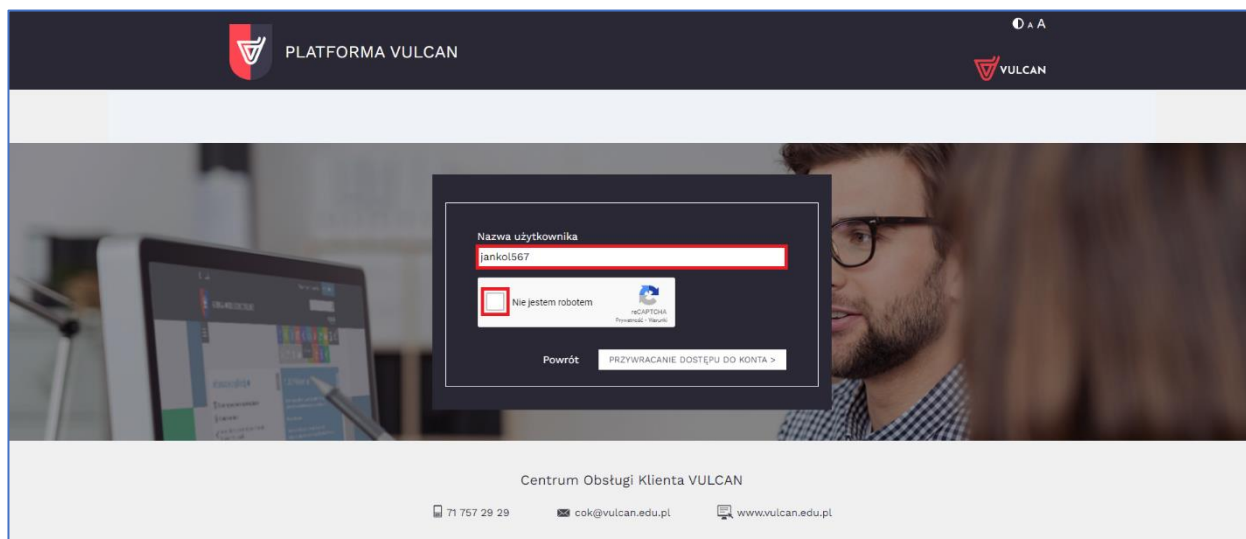 A A
PLATFORMA VULCAN
VULCAN
Nazwa użytkownika
jankol567
Nie jestem robotem
reCAPTCHA
Prywatność - Warunki
Powrót PRZYWRACANIE DOSTĘPU DO KONTA >
Centrum Obsługi Klienta VULCAN
71 757 29 29 cok@vulcan.edu.pl www.vulcan.edu.pl